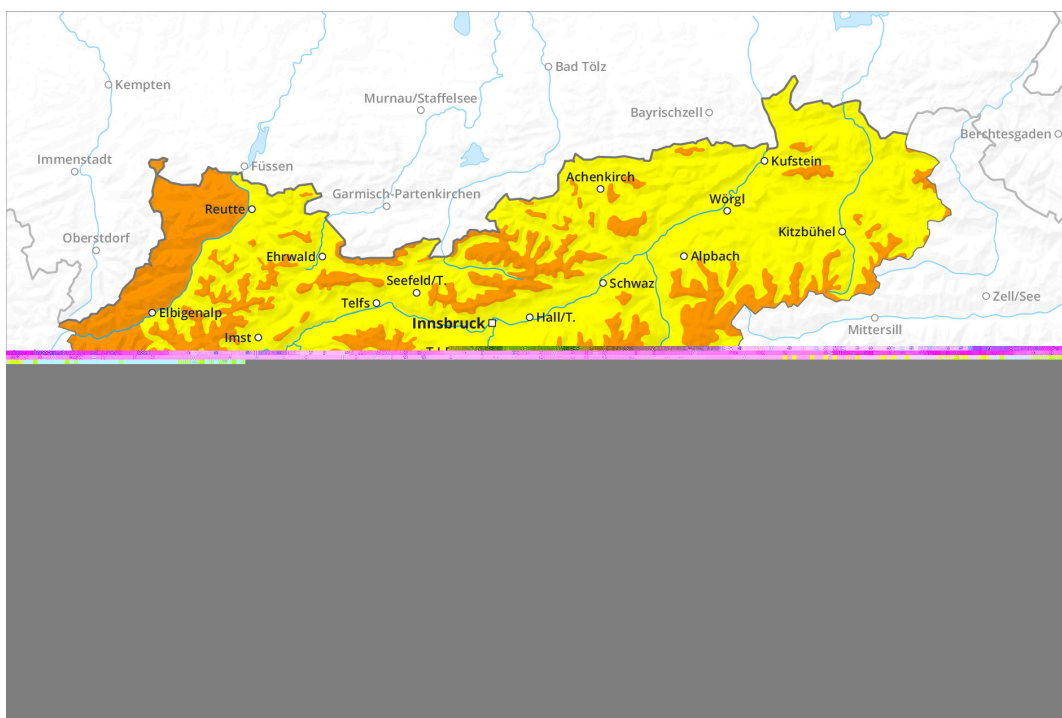 Kempten
Bad Tölz
Murnau/Staffelsee
Bayrischzell
Berchtesgaden
Immenstadt
Füssen
Kufstein
Achenkirch
Garmisch-Partenkirchen
Wörgl
Reutte
Kitzbühel
Oberstdorf
Ehrwald
Alpbach
Seefeld/T.
Schwaz
Zell/See
Telfs
Elbigenalp
Hall/T.
Innsbruck
Mittersill
Imst